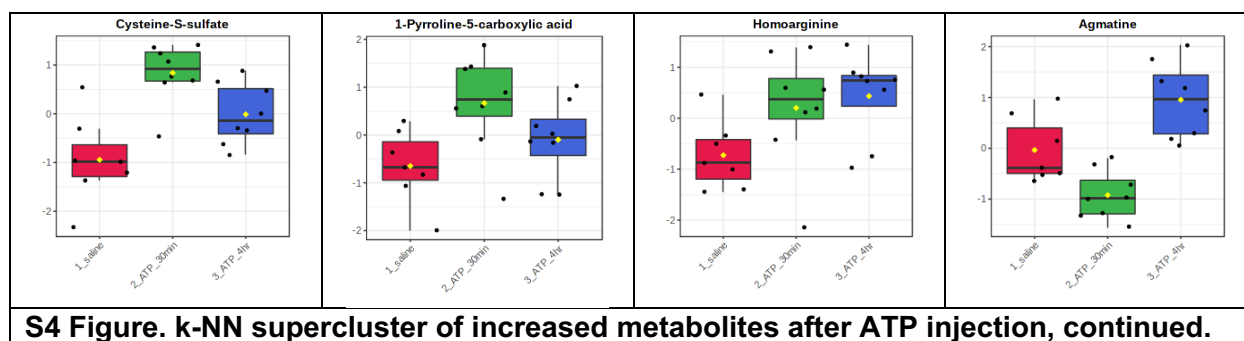 Cysteine-S-sulfate
1
0
-1
-2
1_saline
2_ATP_30min
3_ATP_4hr
1-Pyrroline-5-carboxylic acid
2
1
0
-1
-2
1_saline
2_ATP_30min
3_ATP_4hr
Homoarginine
1
0
-1
-2
1_saline
2_ATP_30min
3_ATP_4hr
Agmatine
2
1
0
-1
1_saline
2_ATP_30min
3_ATP_4hr
S4 Figure. k-NN supercluster of increased metabolites after ATP injection, continued.